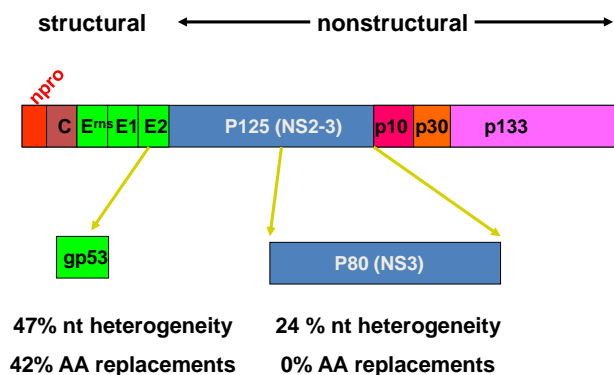 structural nonstructural
npro
C Erns E1 E2 P125 (NS2-3) p10 p30 p133
gp53 P80 (NS3)
47% nt heterogeneity 24 % nt heterogeneity
42% AA replacements 0% AA replacements